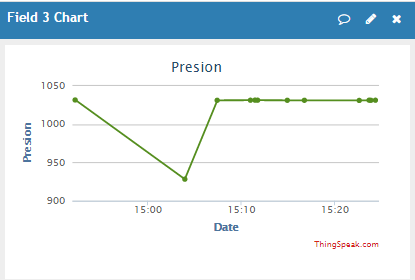 Field 3 Chart
Presion
1050
1000
950
900
Presion
15:00
15:10
15:20
Date
ThingSpeak.com